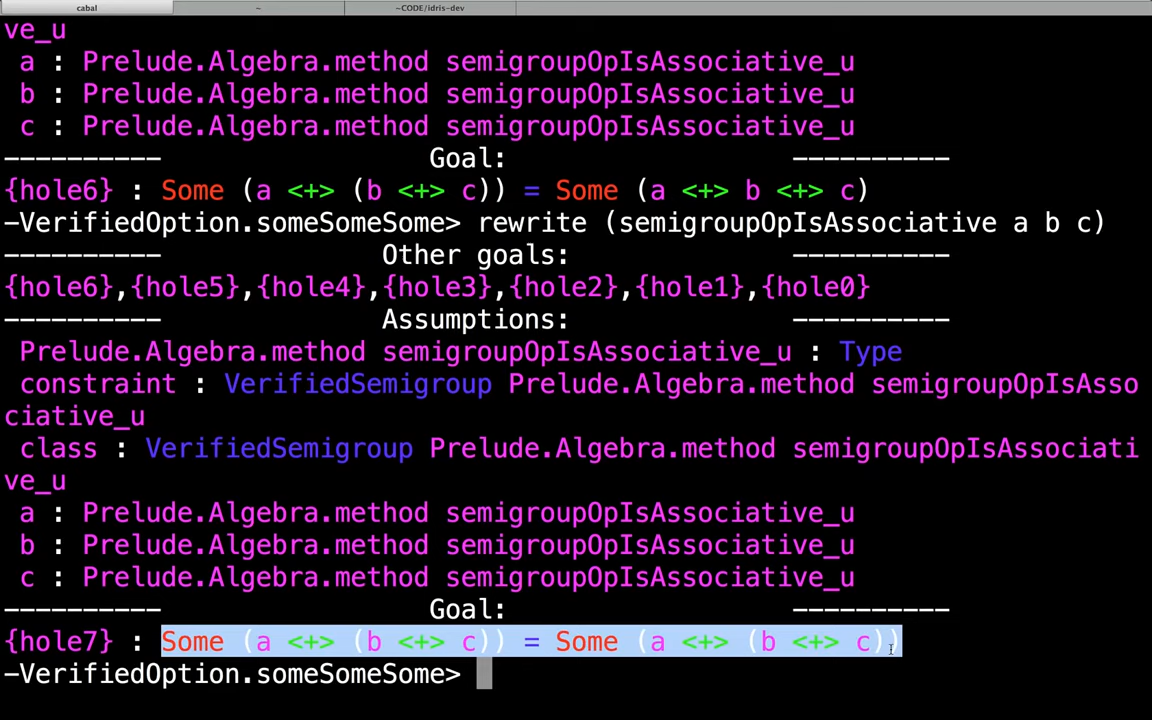 cabal ~ ~CODE/idris-dev
ve_u
a : Prelude.Algebra.method semigroupOpIsAssociative_u
b : Prelude.Algebra.method semigroupOpIsAssociative_u
c : Prelude.Algebra.method semigroupOpIsAssociative_u
---------- Goal: ----------
{hole6} : Some (a <+> (b <+> c)) = Some (a <+> b <+> c)
-VerifiedOption.someSomeSome> rewrite (semigroupOpIsAssociative a b c)
---------- Other goals: ----------
{hole6},{hole5},{hole4},{hole3},{hole2},{hole1},{hole0}
---------- Assumptions: ----------
Prelude.Algebra.method semigroupOpIsAssociative_u : Type
constraint : VerifiedSemigroup Prelude.Algebra.method semigroupOpIsAsso
ciative_u
class : VerifiedSemigroup Prelude.Algebra.method semigroupOpIsAssociati
ve_u
a : Prelude.Algebra.method semigroupOpIsAssociative_u
b : Prelude.Algebra.method semigroupOpIsAssociative_u
c : Prelude.Algebra.method semigroupOpIsAssociative_u
---------- Goal: ----------
{hole7} : Some (a <+> (b <+> c)) = Some (a <+> (b <+> c))
-VerifiedOption.someSomeSome>